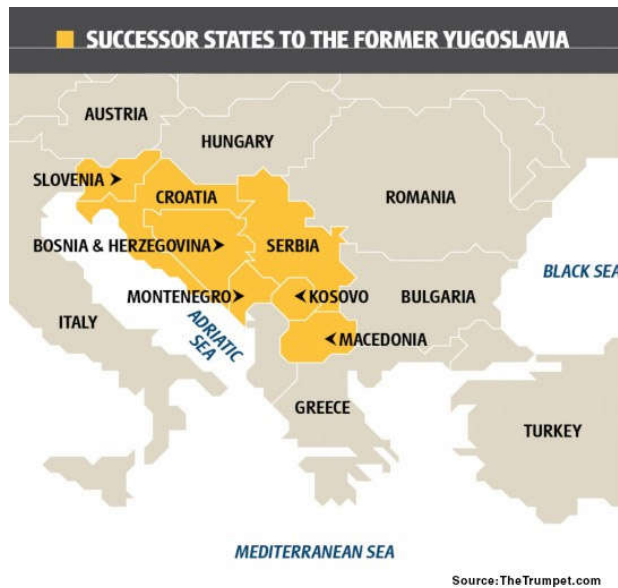 SUCCESSOR STATES TO THE FORMER YUGOSLAVIA
AUSTRIA
HUNGARY
SLOVENIA
CROATIA
ROMANIA
BOSNIA & HERZEGOVINA
SERBIA
BLACK SEA
MONTENEGRO
KOSOVO
BULGARIA
ITALY
ADRIATIC
SEA
MACEDONIA
GREECE
TURKEY
MEDITERRANEAN SEA
Source:TheTrumpet.com